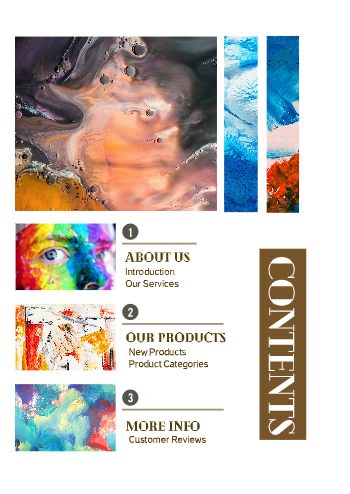 1
ABOUT US
Introduction
Our Services
2
OUR PRODUCTS
New Products
Product Categories
3
MORE INFO
Customer Reviews
CONTENTS